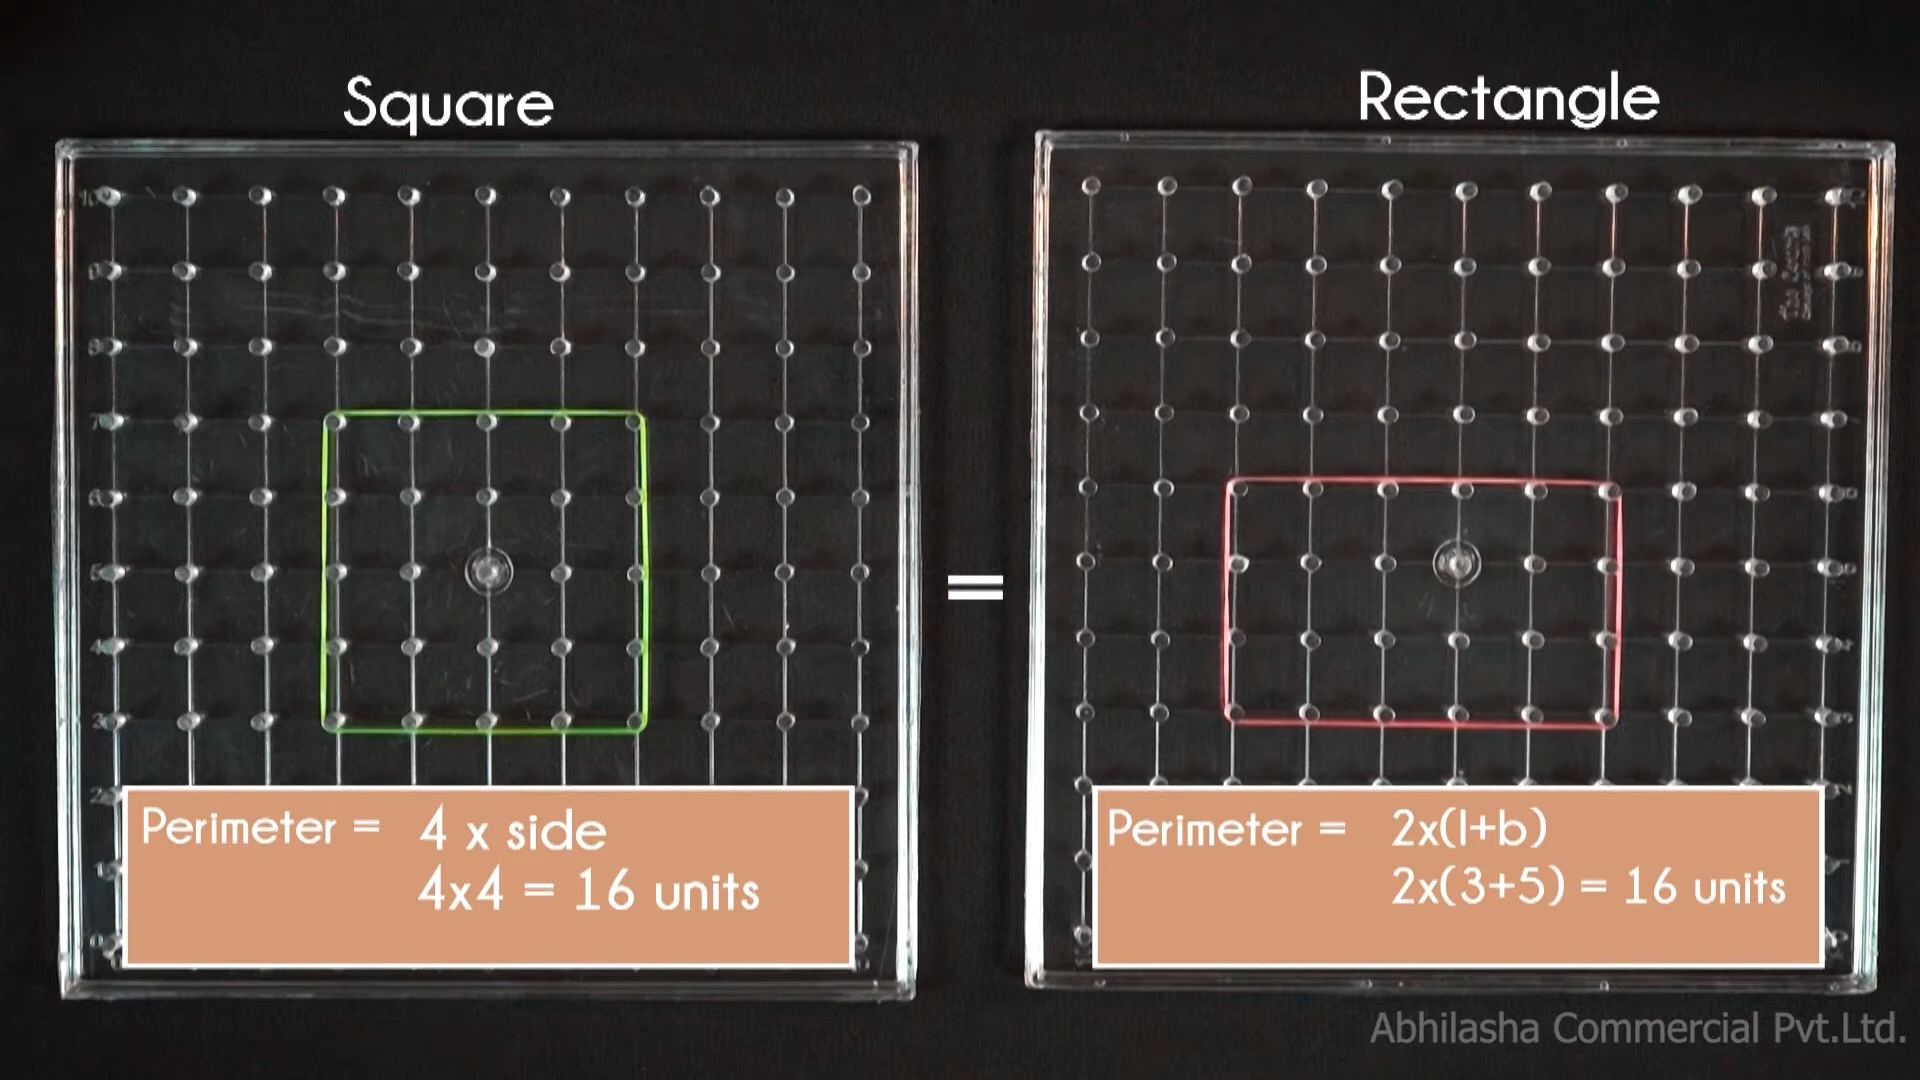 Square
Rectangle
=
Perimeter = 4 x side
4x4 = 16 units
Perimeter = 2x(l+b)
2x(3+5) = 16 units
Abhilasha Commercial Pvt.Ltd.